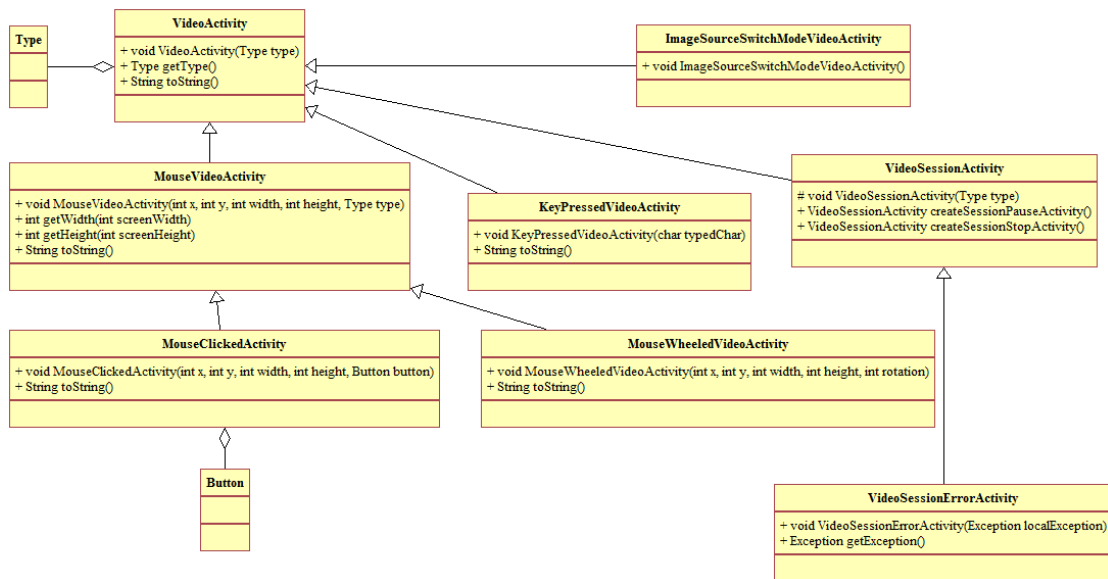 VideoActivity
+ void VideoActivity(Type type)
+ Type getType()
+ String toString()
Type
ImageSourceSwitchModeVideoActivity
+ void ImageSourceSwitchModeVideoActivity()
MouseVideoActivity
+ void MouseVideoActivity(int x, int y, int width, int height, Type type)
+ int getWidth(int screenWidth)
+ int getHeight(int screenHeight)
+ String toString()
KeyPressedVideoActivity
+ void KeyPressedVideoActivity(char typedChar)
+ String toString()
VideoSessionActivity
# void VideoSessionActivity(Type type)
+ VideoSessionActivity createSessionPauseActivity()
+ VideoSessionActivity createSessionStopActivity()
MouseClickedActivity
+ void MouseClickedActivity(int x, int y, int width, int height, Button button)
+ String toString()
MouseWheeledVideoActivity
+ void MouseWheeledVideoActivity(int x, int y, int width, int height, int rotation)
+ String toString()
Button
VideoSessionErrorActivity
+ void VideoSessionErrorActivity(Exception localException)
+ Exception getException()